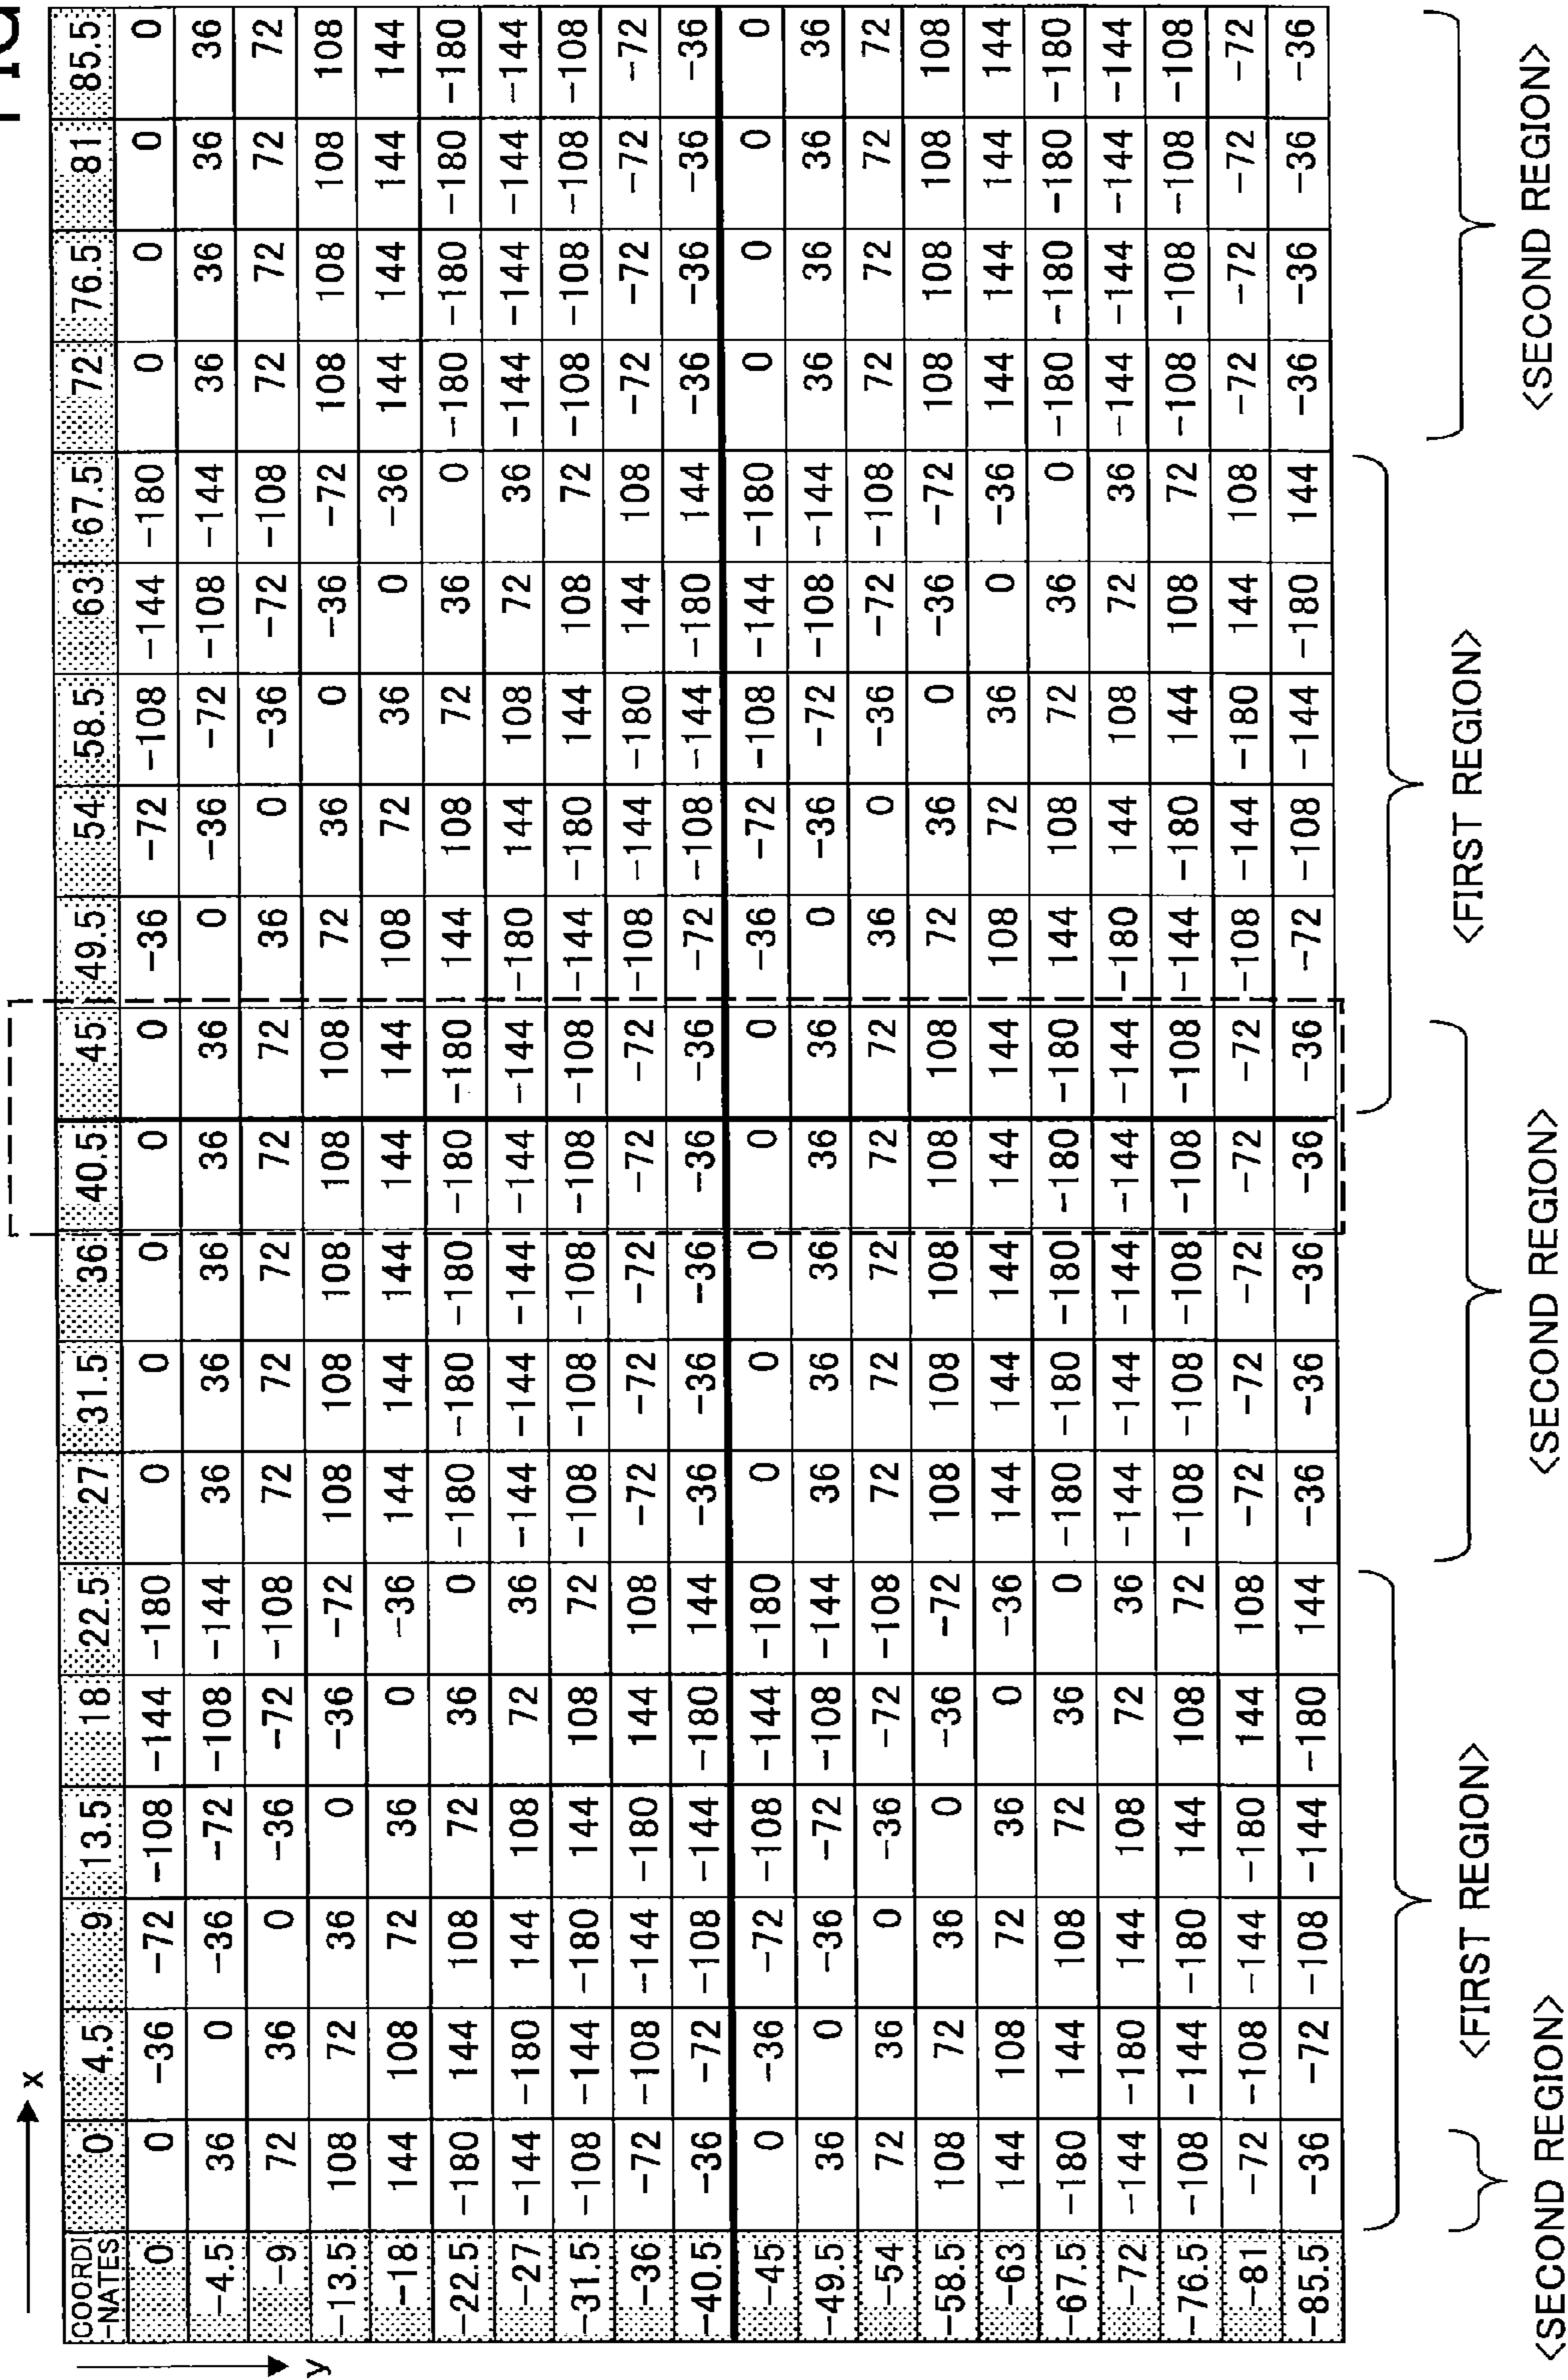 x
y
COORDI-NATES 0 4.5 9 13.5 18 22.5 27 31.5 36 40.5 45 49.5 54 58.5 63 67.5 72 76.5 81 85.5
0 0 -36 -72 -108 -144 -180 0 0 0 0 0 -36 -72 -108 -144 -180 0 0 0 0
-4.5 36 0 -36 -72 -108 -144 36 36 36 36 36 0 -36 -72 -108 -144 36 36 36 36
-9 72 36 0 -36 -72 -108 72 72 72 72 72 36 0 -36 -72 -108 72 72 72 72
-13.5 108 72 36 0 -36 -72 108 108 108 108 108 72 36 0 -36 -72 108 108 108 108
-18 144 108 72 36 0 -36 144 144 144 144 144 108 72 36 0 -36 144 144 144 144
-22.5 -180 144 108 72 36 0 -180 -180 -180 -180 -180 144 108 72 36 0 -180 -180 -180 -180
-27 -144 -180 144 108 72 36 -144 -144 -144 -144 -144 -180 144 108 72 36 -144 -144 -144 -144
-31.5 -108 -144 -180 144 108 72 -108 -108 -108 -108 -108 -144 -180 144 108 72 -108 -108 -108 -108
-36 -72 -108 -144 -180 144 108 -72 -72 -72 -72 -72 -108 -144 -180 144 108 -72 -72 -72 -72
-40.5 -36 -72 -108 -144 -180 144 -36 -36 -36 -36 -36 -72 -108 -144 -180 144 -36 -36 -36 -36
-45 0 -36 -72 -108 -144 -180 0 0 0 0 0 -36 -72 -108 -144 -180 0 0 0 0
-49.5 36 0 -36 -72 -108 -144 36 36 36 36 36 0 -36 -72 -108 -144 36 36 36 36
-54 72 36 0 -36 -72 -108 72 72 72 72 72 36 0 -36 -72 -108 72 72 72 72
-58.5 108 72 36 0 -36 -72 108 108 108 108 108 72 36 0 -36 -72 108 108 108 108
-63 144 108 72 36 0 -36 144 144 144 144 144 108 72 36 0 -36 144 144 144 144
-67.5 -180 144 108 72 36 0 -180 -180 -180 -180 -180 144 108 72 36 0 -180 -180 -180 -180
-72 -144 -180 144 108 72 36 -144 -144 -144 -144 -144 -180 144 108 72 36 -144 -144 -144 -144
-76.5 -108 -144 -180 144 108 72 -108 -108 -108 -108 -108 -144 -180 144 108 72 -108 -108 -108 -108
-81 -72 -108 -144 -180 144 108 -72 -72 -72 -72 -72 -108 -144 -180 144 108 -72 -72 -72 -72
-85.5 -36 -72 -108 -144 -180 144 -36 -36 -36 -36 -36 -72 -108 -144 -180 144 -36 -36 -36 -36
<SECOND REGION>
<FIRST REGION>
<SECOND REGION>
<FIRST REGION>
<SECOND REGION>